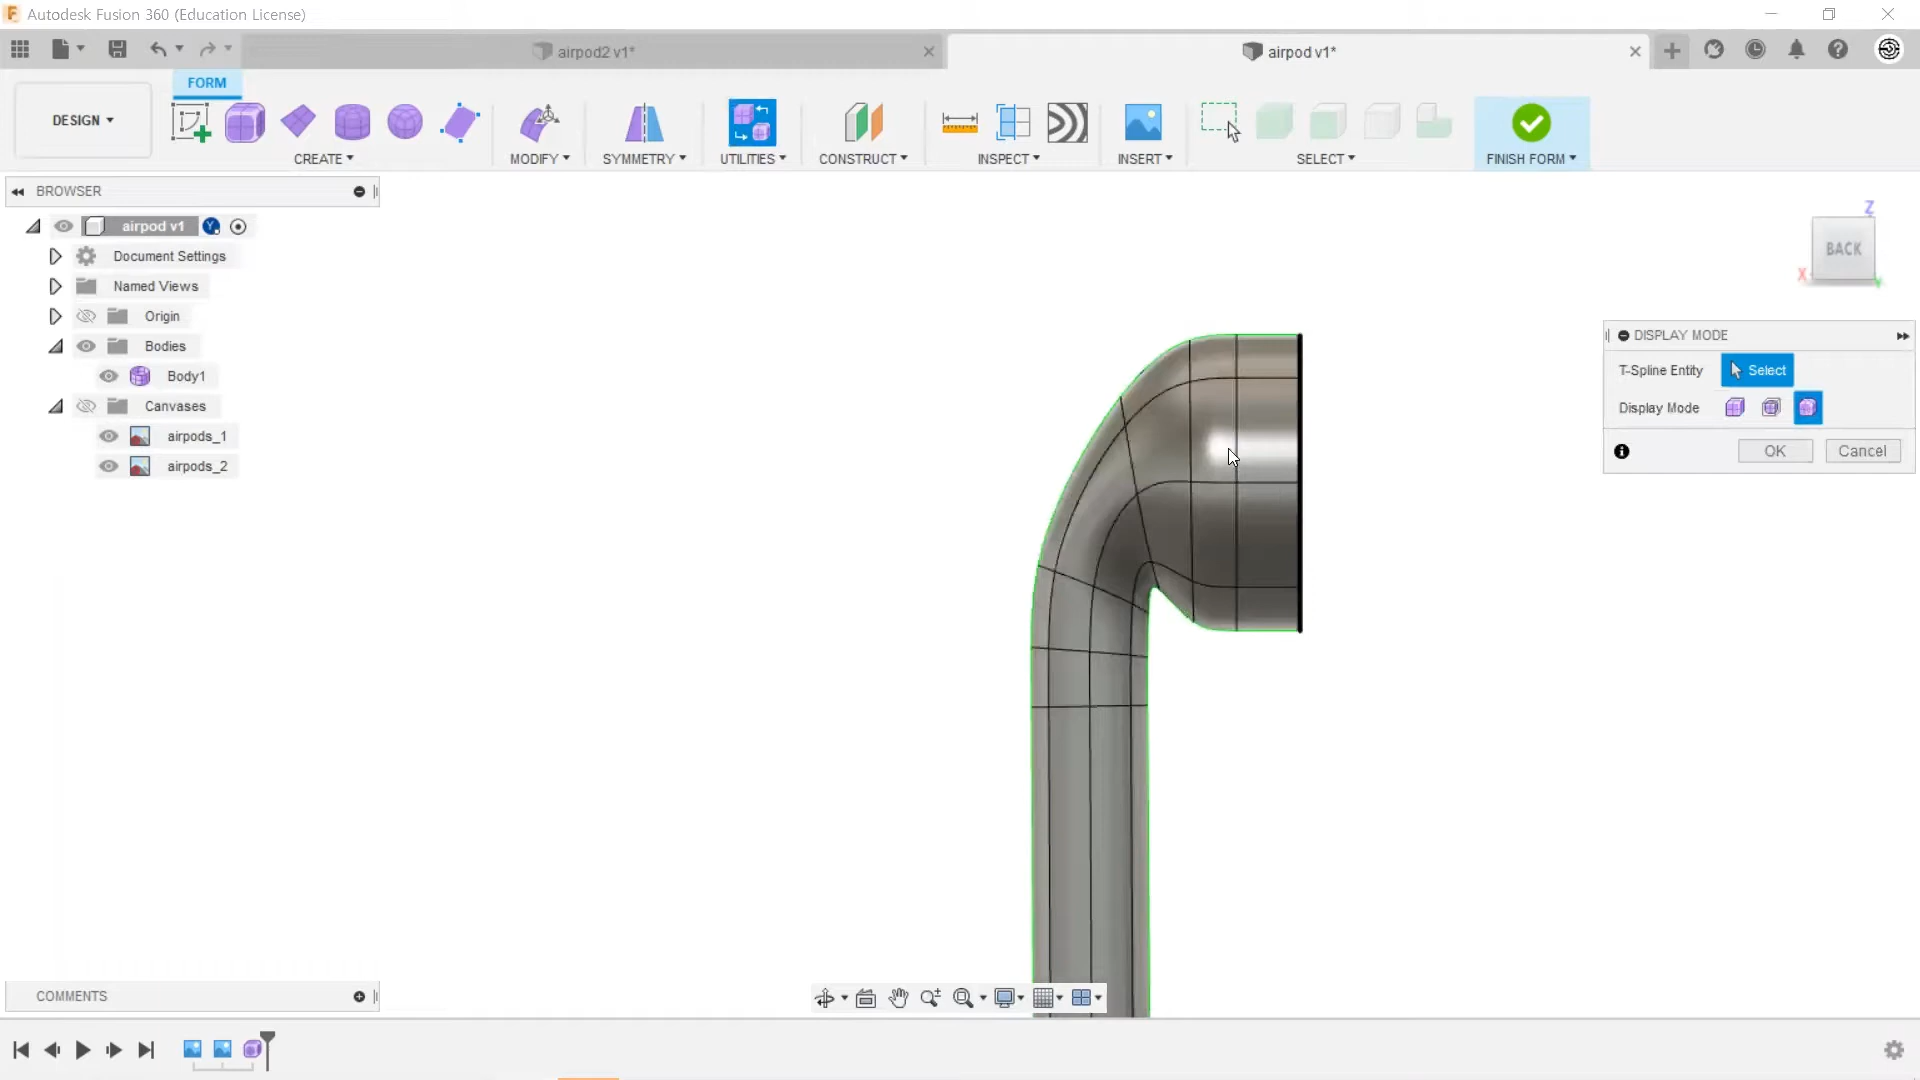 Autodesk Fusion 360 (Education License)
airpod2 v1*
airpod v1*
FORM
DESIGN
CREATE
MODIFY
SYMMETRY
UTILITIES
CONSTRUCT
INSPECT
INSERT
SELECT
FINISH FORM
BROWSER
airpod v1
Document Settings
Named Views
Origin
Bodies
Body1
Canvases
airpods_1
airpods_2
Z
BACK
X
Y
DISPLAY MODE
T-Spline Entity
Select
Display Mode
OK
Cancel
COMMENTS